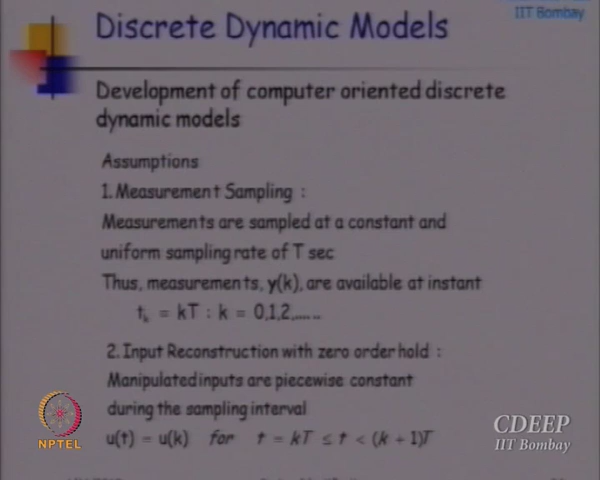 IIT Bombay
Discrete Dynamic Models
Development of computer oriented discrete
dynamic models
Assumptions
1. Measurement Sampling :
Measurements are sampled at a constant and
uniform sampling rate of T sec
Thus, measurements, y(k), are available at instant
t_k = kT : k = 0,1,2,......
2. Input Reconstruction with zero order hold :
Manipulated inputs are piecewise constant
during the sampling interval
u(t) = u(k) for t = kT ≤ t < (k + 1)T
NPTEL
CDEEP
IIT Bombay